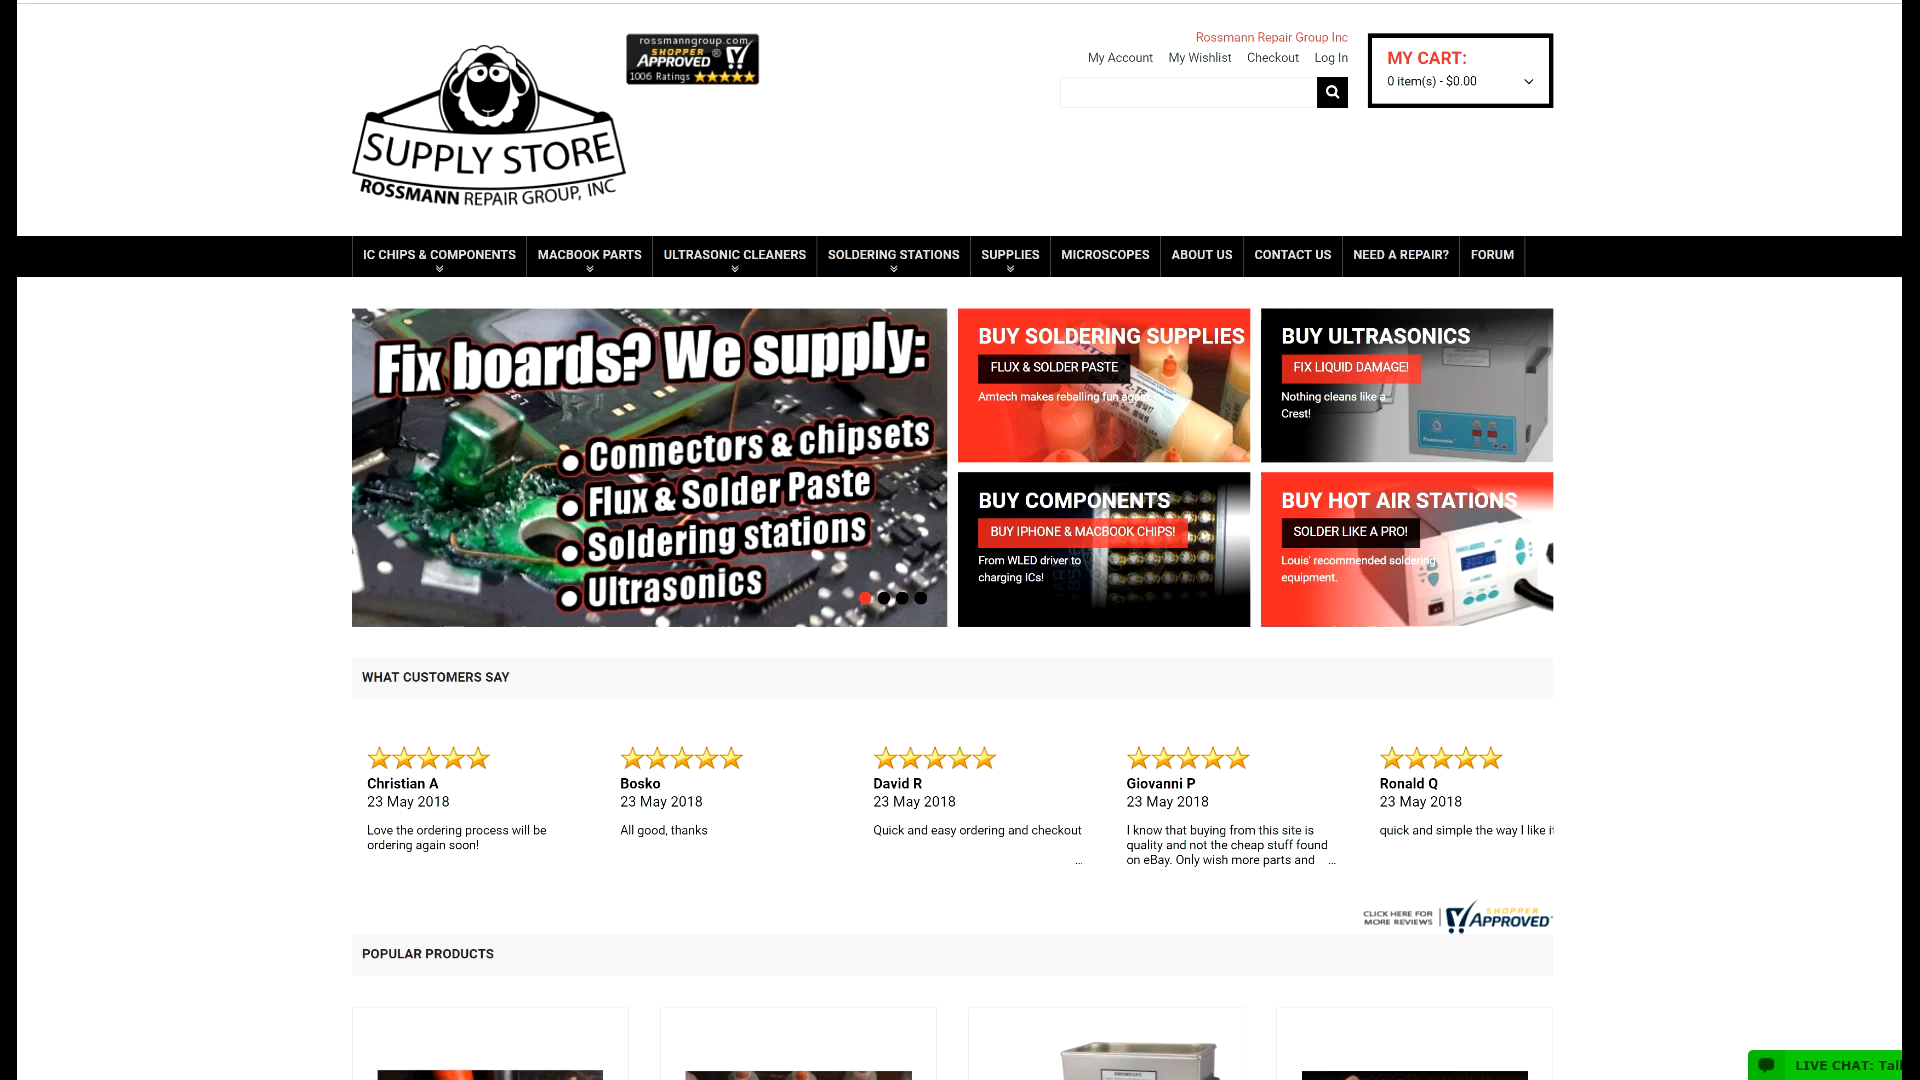 rossmanngroup.com
SHOPPER
APPROVED ®
1006 Ratings
SUPPLY STORE
ROSSMANN REPAIR GROUP, INC
Rossmann Repair Group Inc
My Account My Wishlist Checkout Log In
MY CART:
0 item(s) - $0.00
IC CHIPS & COMPONENTS MACBOOK PARTS ULTRASONIC CLEANERS SOLDERING STATIONS SUPPLIES MICROSCOPES ABOUT US CONTACT US NEED A REPAIR? FORUM
Fix boards? We supply:
• Connectors & chipsets
• Flux & Solder Paste
• Soldering stations
• Ultrasonics
BUY SOLDERING SUPPLIES
FLUX & SOLDER PASTE
Amtech makes reballing fun again!
BUY ULTRASONICS
FIX LIQUID DAMAGE!
Nothing cleans like a
Crest!
BUY COMPONENTS
BUY IPHONE & MACBOOK CHIPS!
From WLED driver to
charging ICs!
BUY HOT AIR STATIONS
SOLDER LIKE A PRO!
Louis' recommended soldering
equipment.
WHAT CUSTOMERS SAY
Christian A
23 May 2018
Love the ordering process will be
ordering again soon!
Bosko
23 May 2018
All good, thanks
David R
23 May 2018
Quick and easy ordering and checkout
...
Giovanni P
23 May 2018
I know that buying from this site is
quality and not the cheap stuff found
on eBay. Only wish more parts and ...
Ronald Q
23 May 2018
quick and simple the way I like it
CLICK HERE FOR
MORE REVIEWS
SHOPPER
APPROVED
POPULAR PRODUCTS
LIVE CHAT: Tal